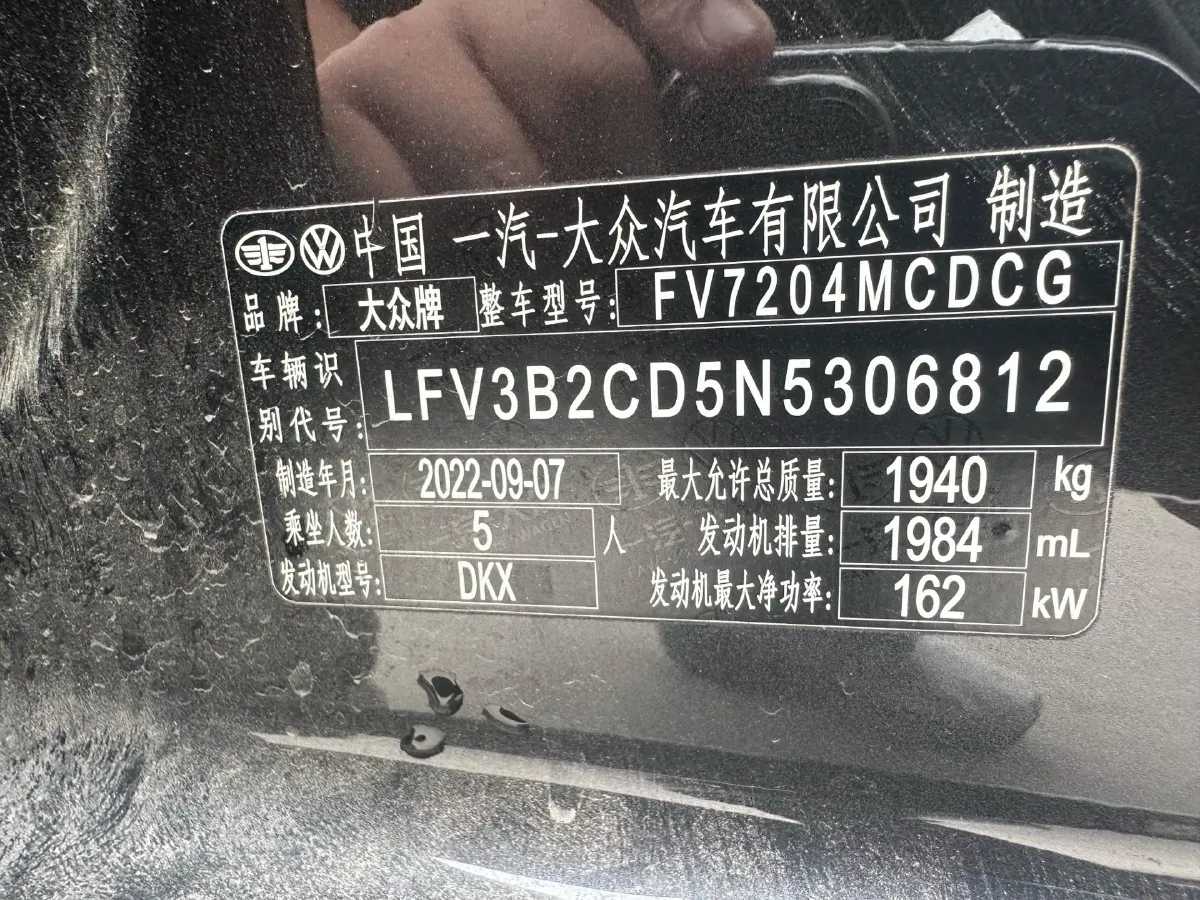 中国 一汽-大众汽车有限公司 制造
品牌: 大众牌 整车型号: FV7204MCDCG
车辆识别代号: LFV3B2CD5N5306812
制造年月: 2022-09-07 最大允许总质量: 1940 kg
乘坐人数: 5 人 发动机排量: 1984 mL
发动机型号: DKX 发动机最大净功率: 162 kW